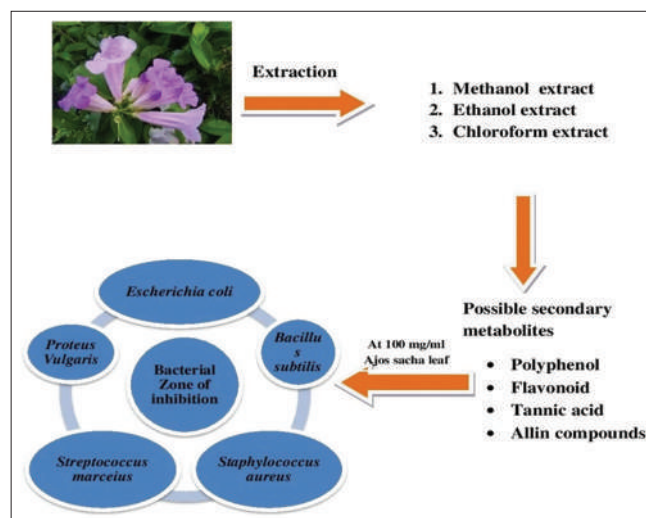 Extraction
1. Methanol extract
2. Ethanol extract
3. Chloroform extract
Possible secondary
metabolites
• Polyphenol
• Flavonoid
• Tannic acid
• Allin compounds
At 100 mg/ml
Ajos sacha leaf
Escherichia coli
Proteus
Vulgaris
Bacillu
s
subtilis
Bacterial
Zone of
inhibition
Streptococcus
marceius
Staphylococcus
aureus